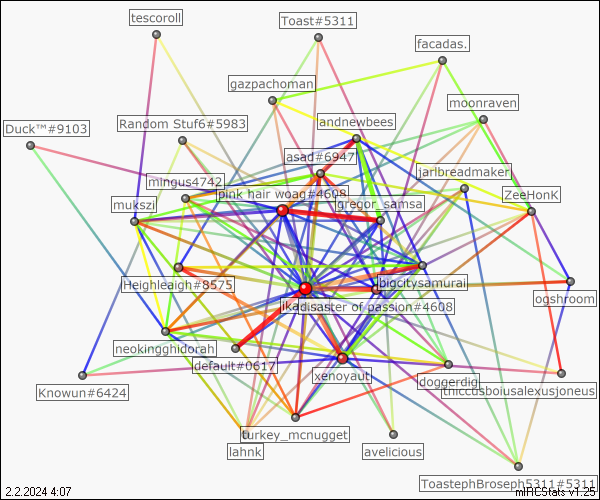 tescoroll
Toast#5311
facadas.
gazpachoman
moonraven
Duck™#9103
Random Stuf6#5983
andnewbees
asad#6947
jarlbreadmaker
mingus4742
pink hair woag#4608
ZeeHonK
mukszi
gregor_samsa
Heighleaigh#8575
bigcitysamurai
ogshroom
jka
disaster of passion#4608
neokingghidorah
default#0617
xenoyaut
doggerdig
thiccusboiusalexusjoneus
Knowun#6424
turkey_mcnugget
lahnk
avelicious
ToastephBroseph5311#5311
2.2.2024 4:07
mIRCStats v1.25